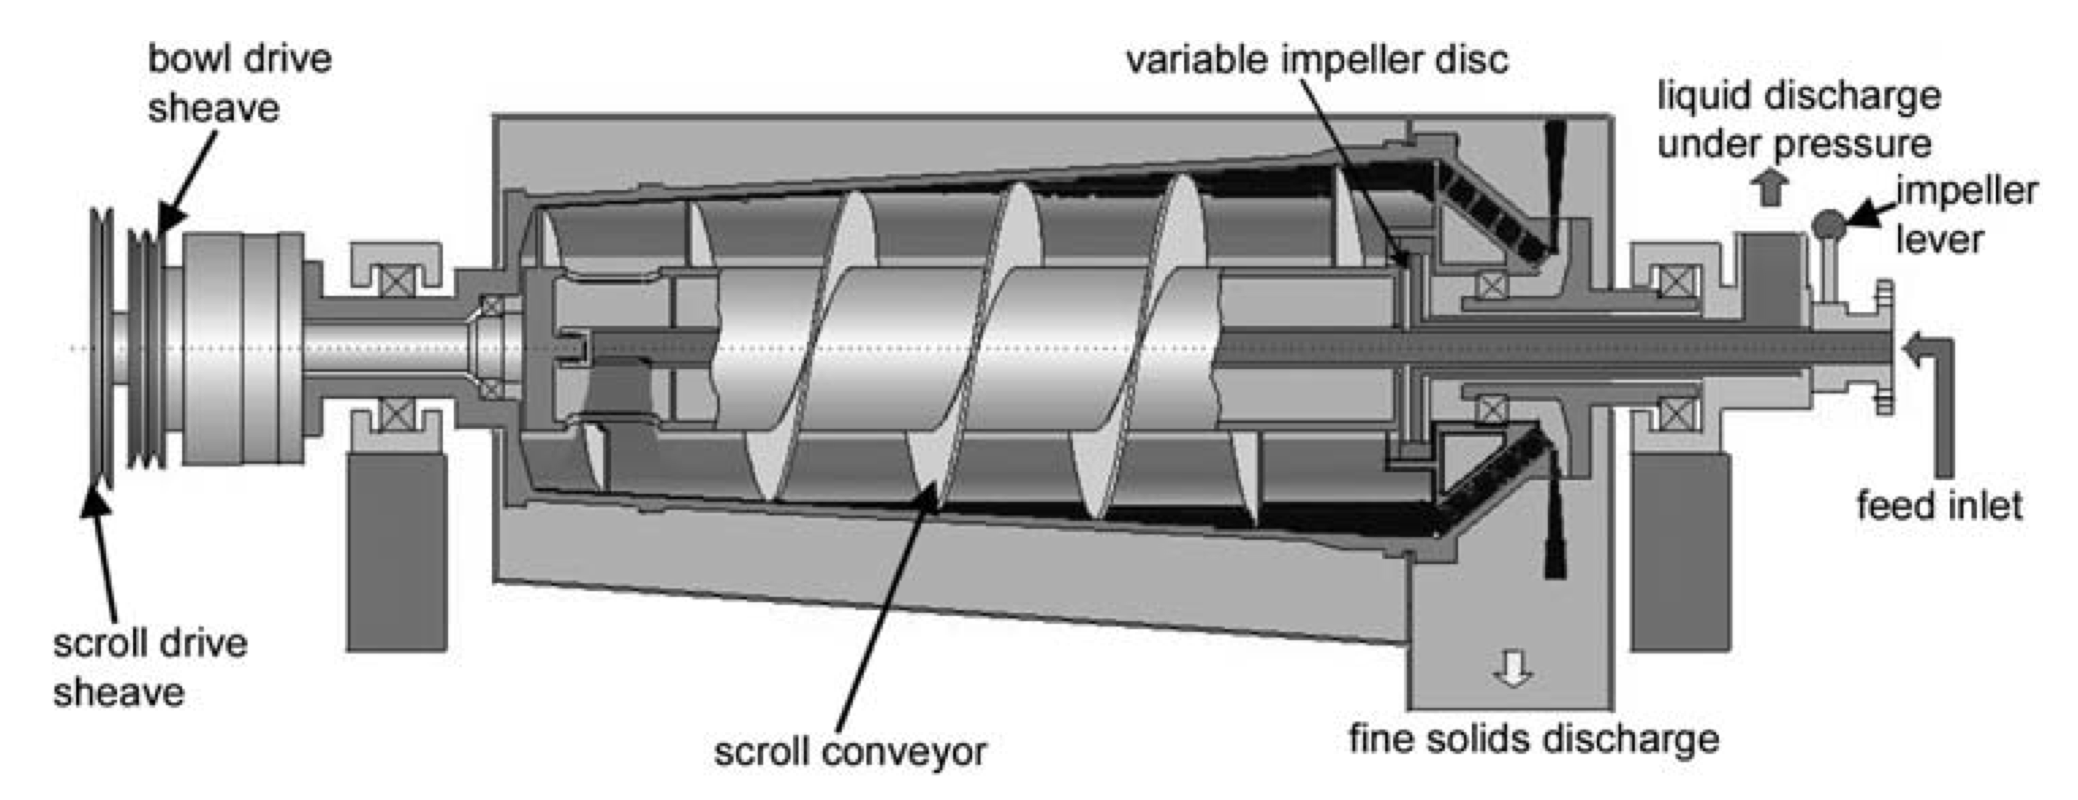 bowl drive
sheave
variable impeller disc
liquid discharge
under pressure
impeller
lever
feed inlet
scroll drive
sheave
scroll conveyor
fine solids discharge